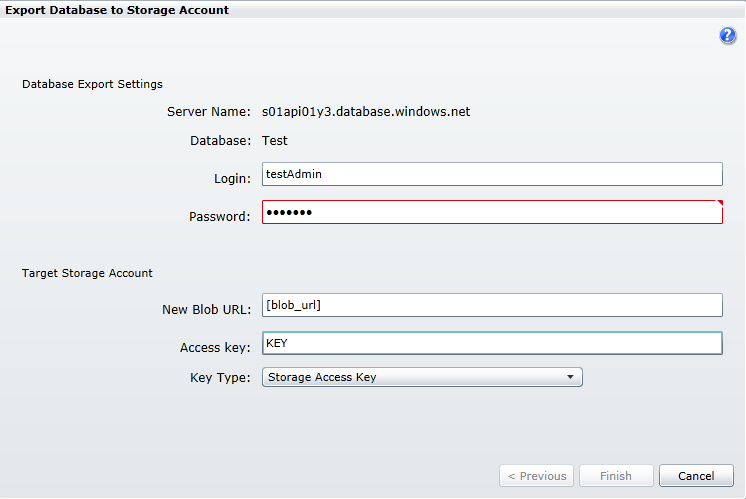 Export Database to Storage Account
?
Database Export Settings
Server Name: s01api01y3.database.windows.net
Database: Test
Login: testAdmin
Password: •••••••
Target Storage Account
New Blob URL: [blob_url]
Access key: KEY
Key Type: Storage Access Key
< Previous Finish Cancel